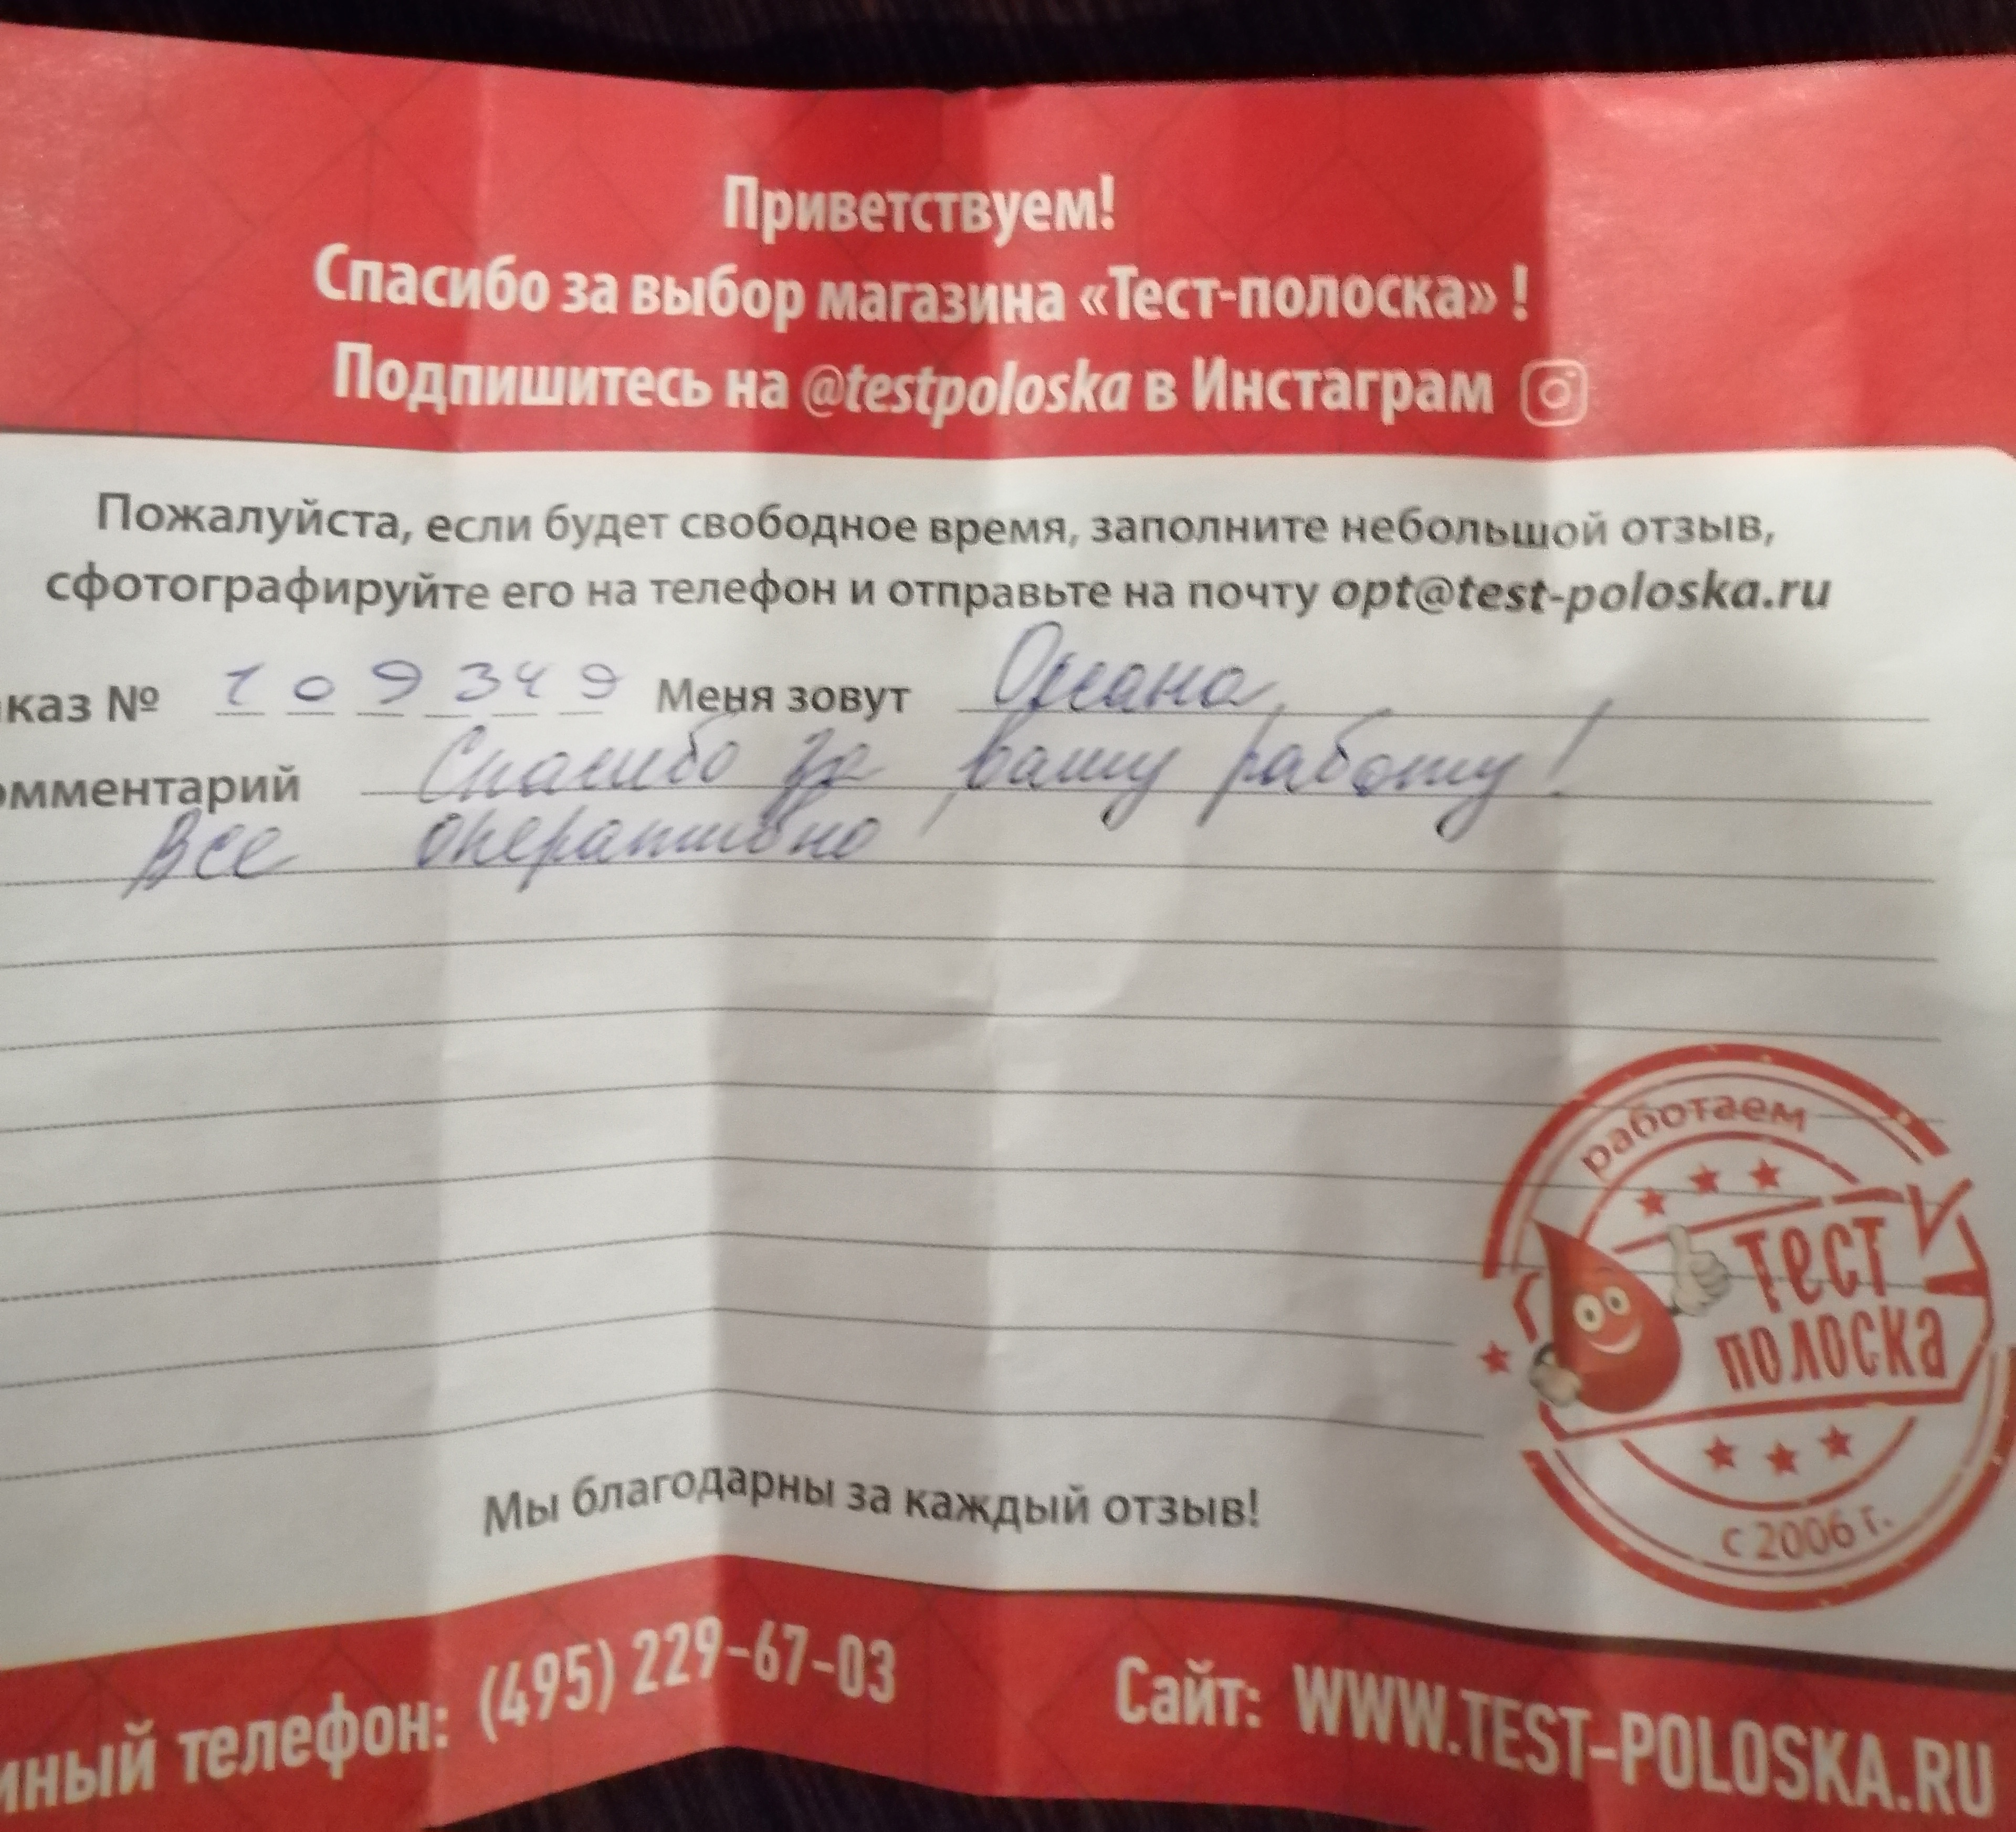 Приветствуем!
Спасибо за выбор магазина «Тест-полоска» !
Подпишитесь на @testpoloska в Инстаграм
Пожалуйста, если будет свободное время, заполните небольшой отзыв,
сфотографируйте его на телефон и отправьте на почту opt@test-poloska.ru
каз № 109349 Меня зовут Оксана
омментарий Спасибо за вашу работу!
Все оперативно
работаем
тест
полоска
с 2006 г.
Мы благодарны за каждый отзыв!
ный телефон: (495) 229-67-03 Сайт: WWW.TEST-POLOSKA.RU